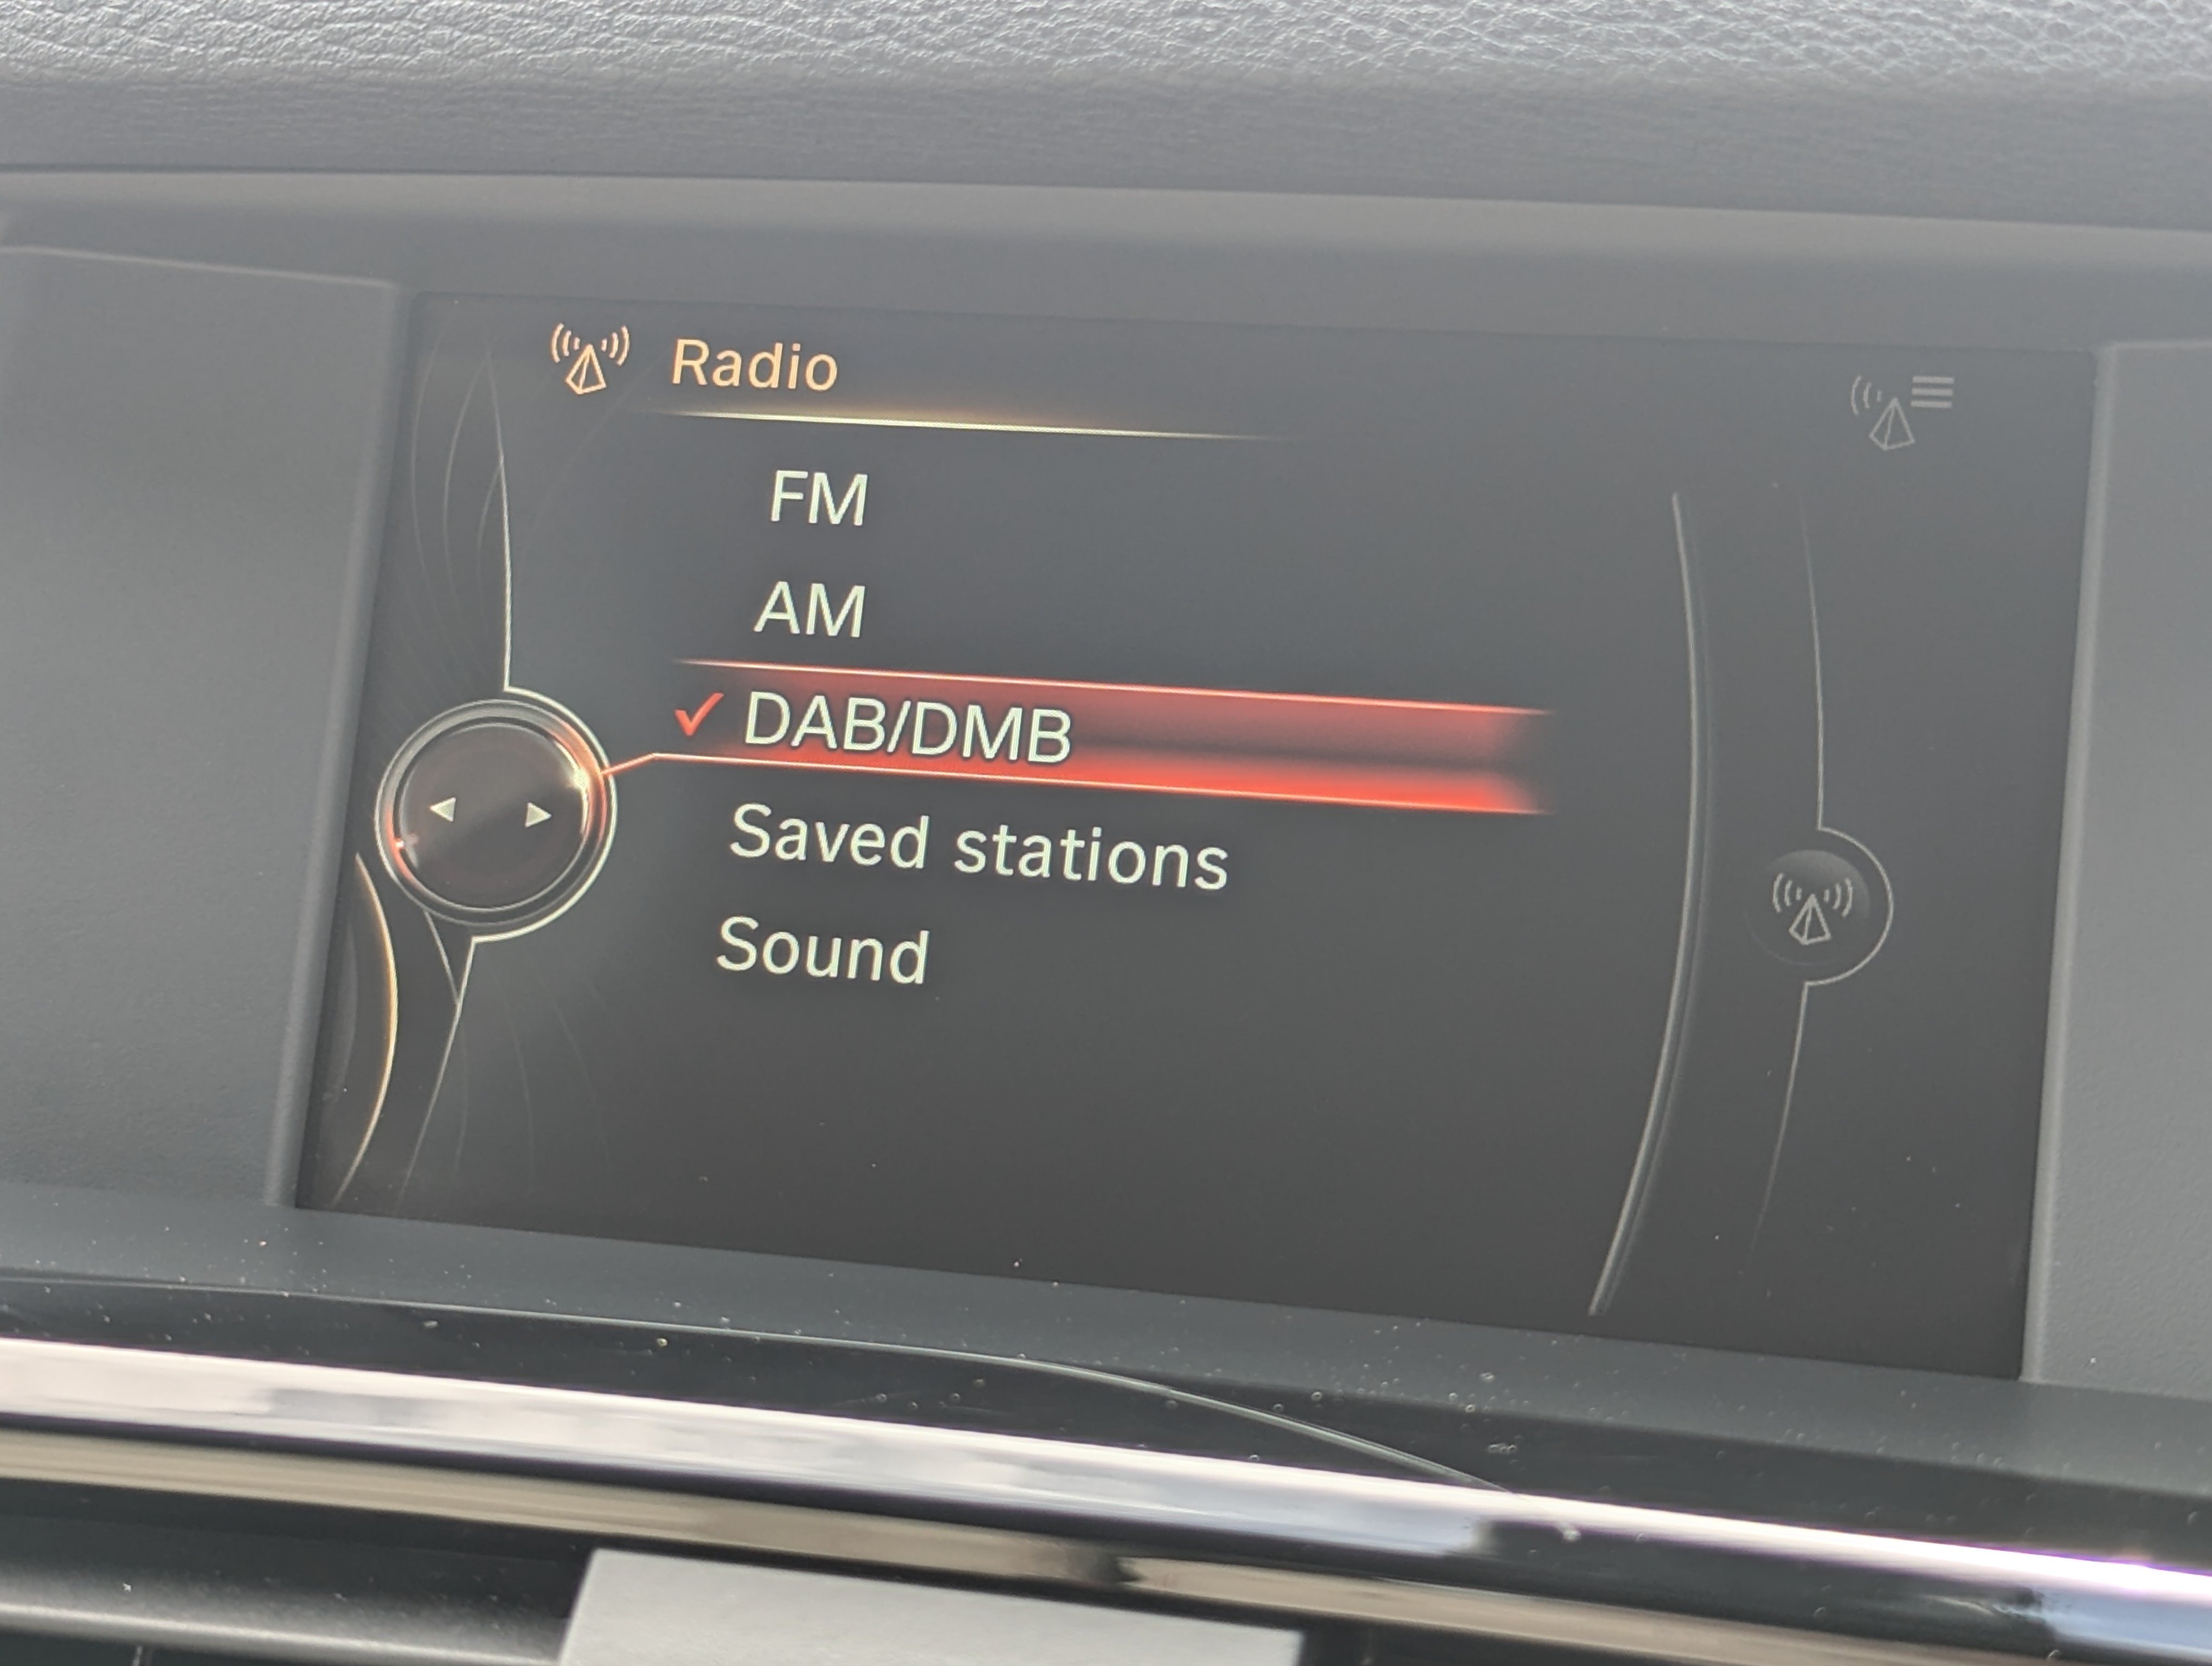 Radio
FM
AM
DAB/DMB
Saved stations
Sound